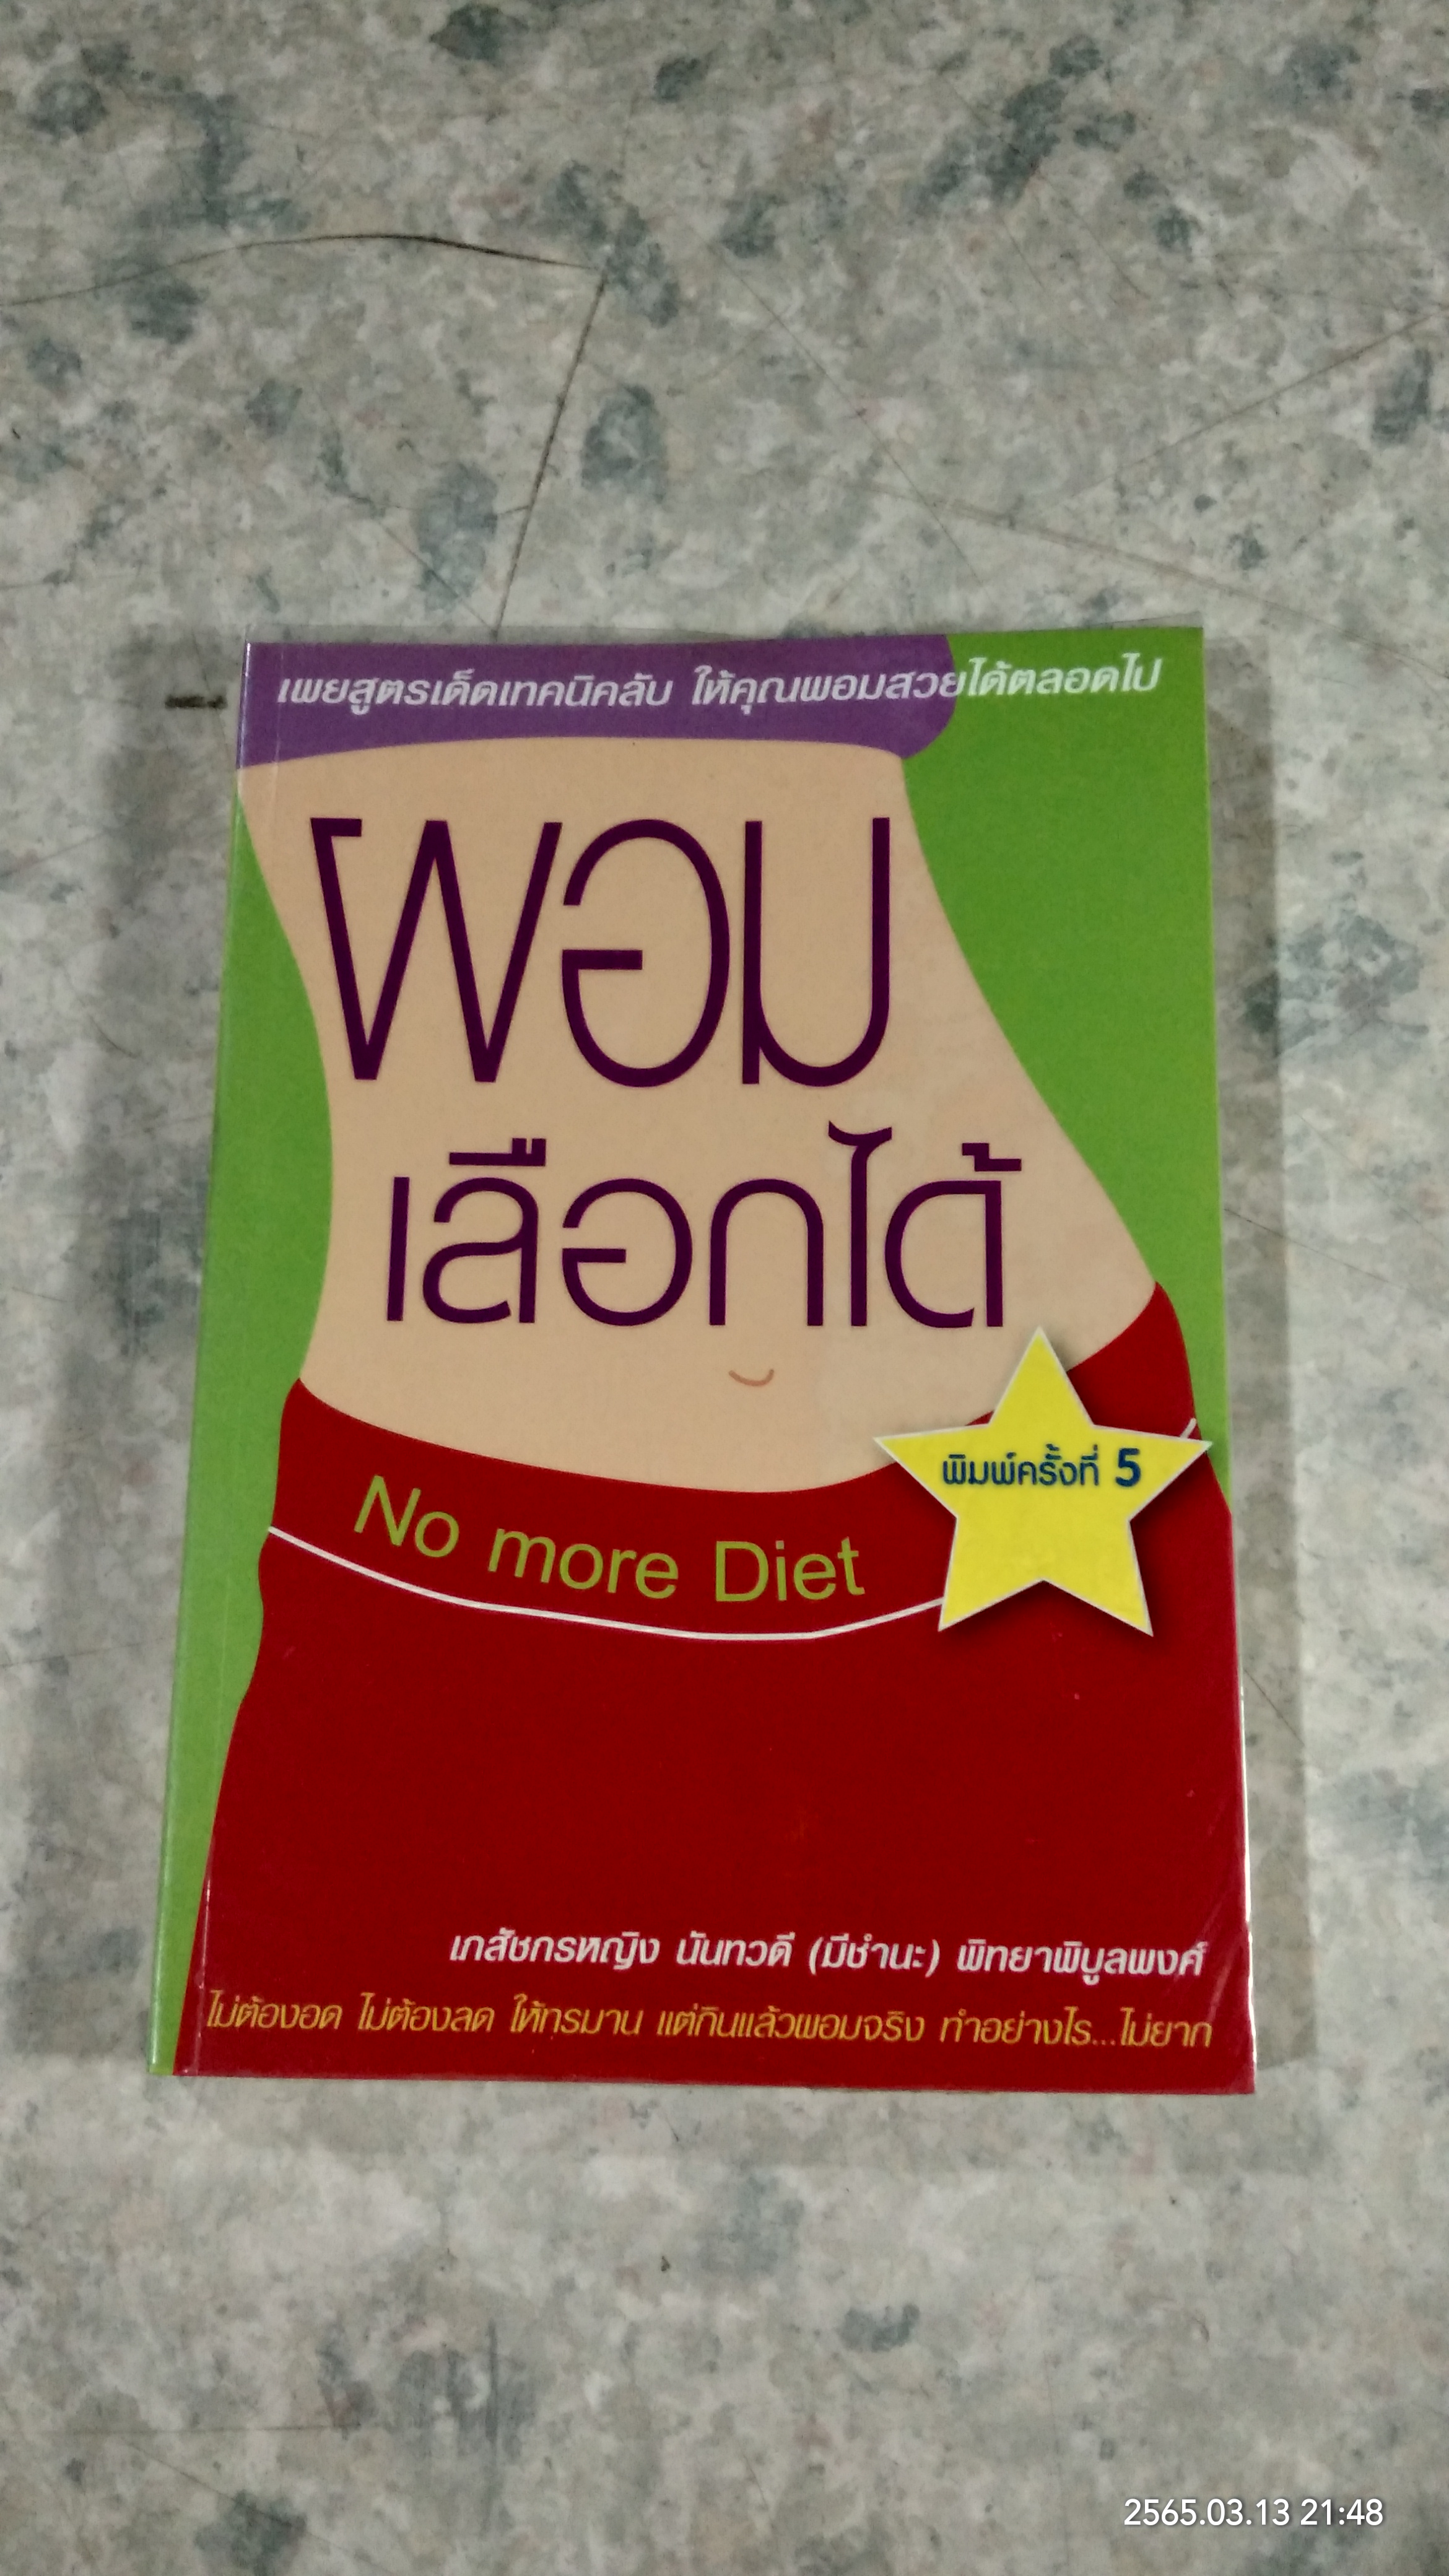 เผยสูตรเด็ดเทคนิคลับ ให้คุณผอมสวยได้ตลอดไป
ผอม
เลือกได้
พิมพ์ครั้งที่ 5
No more Diet
เภสัชกรหญิง นันทวดี (มีชำนะ) พิทยาพิบูลพงศ์
ไม่ต้องอด ไม่ต้องลด ให้ทรมาน แต่กินแล้วผอมจริง ทำอย่างไร...ไม่ยาก
2565.03.13 21:48